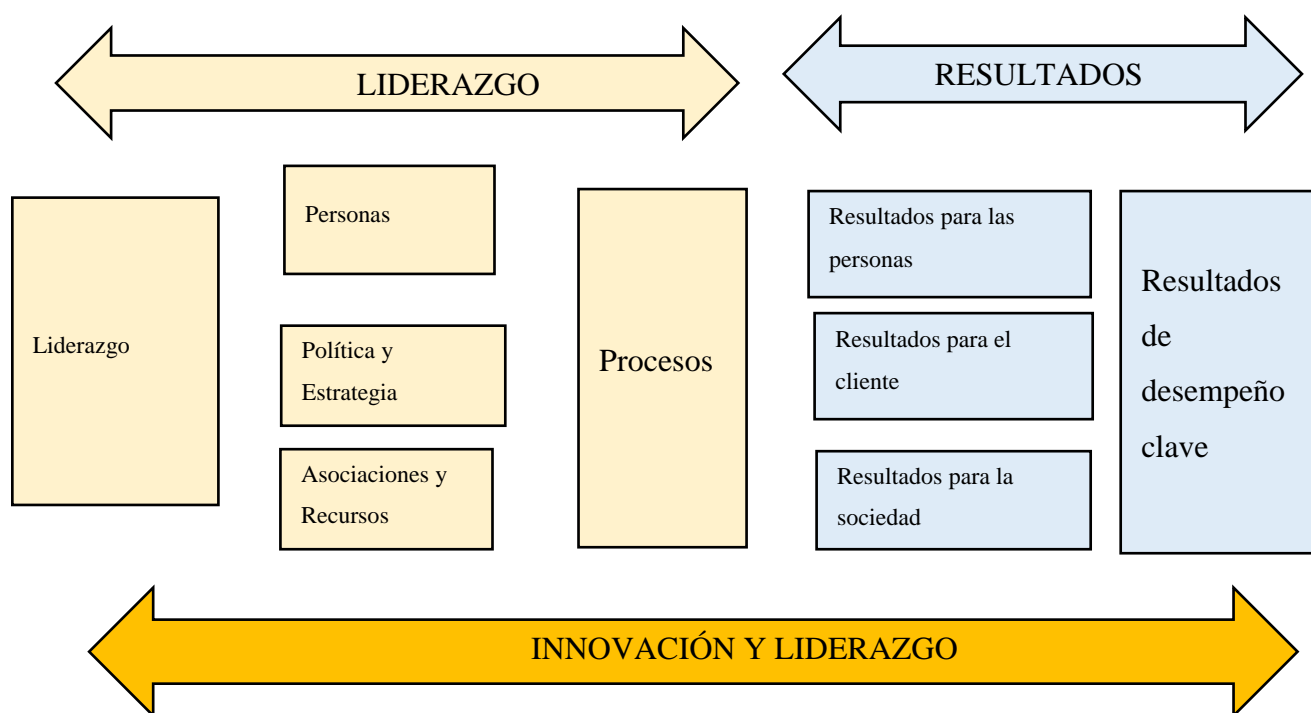 LIDERAZGO
RESULTADOS
Liderazgo
Personas
Política y
Estrategia
Asociaciones y
Recursos
Procesos
Resultados para las
personas
Resultados para el
cliente
Resultados para la
sociedad
Resultados
de
desempeño
clave
INNOVACIÓN Y LIDERAZGO